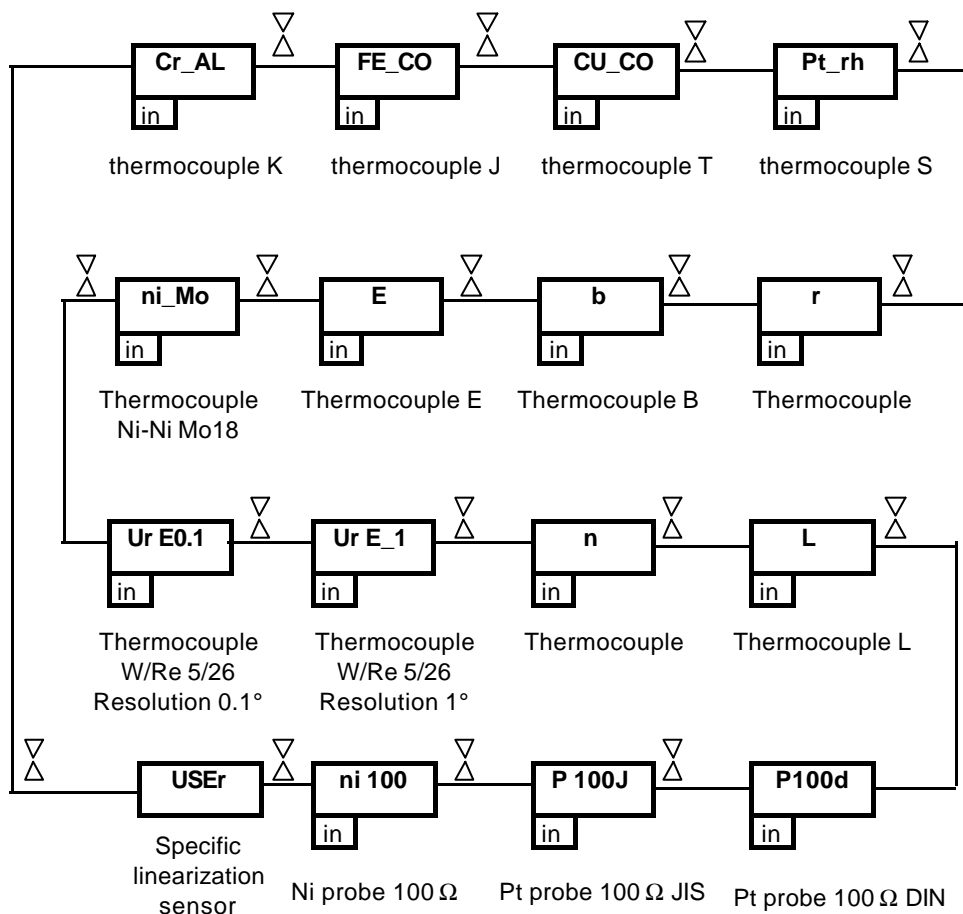 Cr_AL FE_CO CU_CO Pt_rh
in in in in
thermocouple K thermocouple J thermocouple T thermocouple S
ni_Mo E b r
in in in in
Thermocouple Thermocouple E Thermocouple B Thermocouple
Ni-Ni Mo18
Ur E0.1 Ur E_1 n L
in in in in
Thermocouple Thermocouple Thermocouple Thermocouple L
W/Re 5/26 W/Re 5/26
Resolution 0.1° Resolution 1°
USEr ni 100 P 100J P100d
in in in
Specific
linearization
sensor Ni probe 100 Ω Pt probe 100 Ω JIS Pt probe 100 Ω DIN